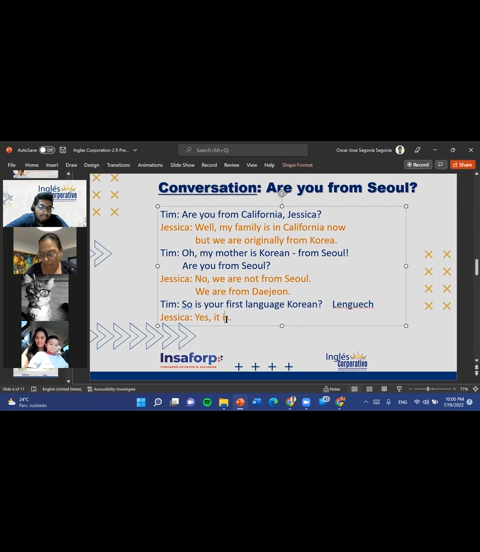 AutoSave Off
Ingles Corporativo-2.9 Pre...
Search (Alt+Q)
Oscar Jose Segovia Segovia
File Home Insert Draw Design Transitions Animations Slide Show Record Review View Help Shape Format
Record
Share
Inglés
Corporativo
Conversation: Are you from Seoul?
Tim: Are you from California, Jessica?
Jessica: Well, my family is in California now
but we are originally from Korea.
Tim: Oh, my mother is Korean - from Seoul!
Are you from Seoul?
Jessica: No, we are not from Seoul.
We are from Daejeon.
Tim: So is your first language Korean? Lenguech
Jessica: Yes, it is.
Insaforp
Inglés
Corporativo
Slide 6 of 11
English (United States)
Accessibility: Investigate
Notes
77%
24°C
Parc. nublado
ENG
10:00 PM
7/19/2022